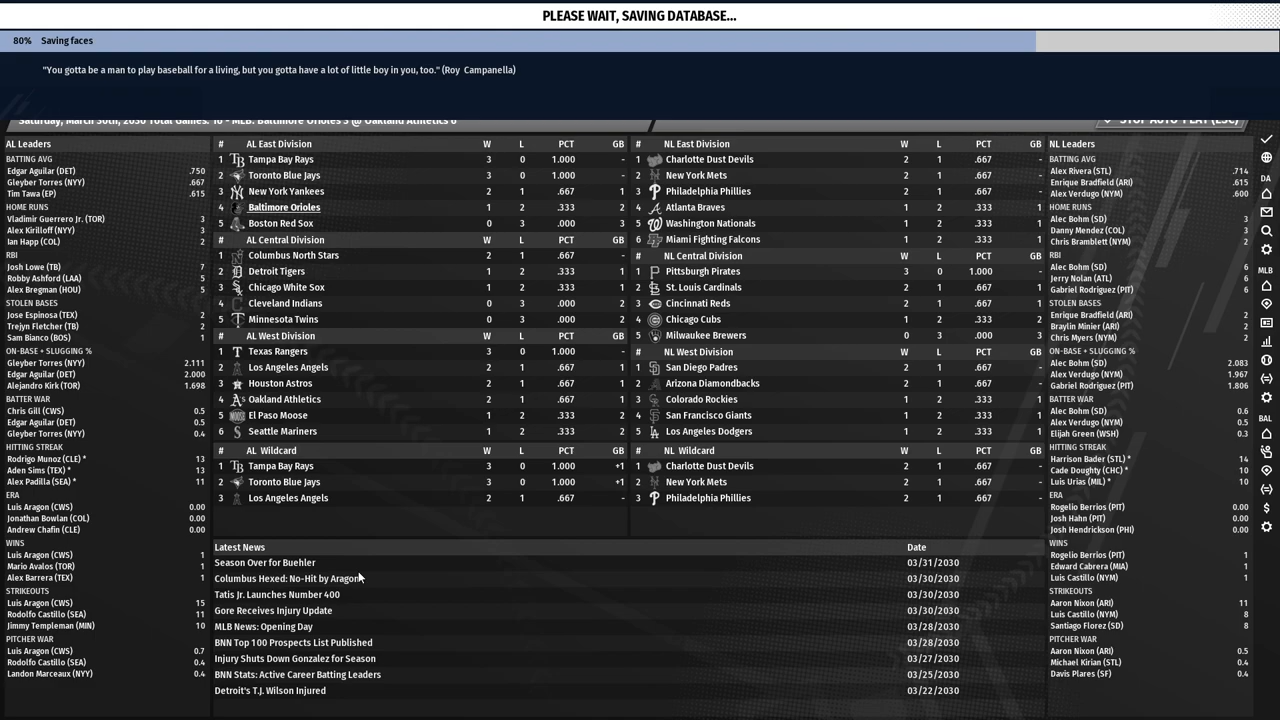 PLEASE WAIT, SAVING DATABASE...
80% Saving faces
"You gotta be a man to play baseball for a living, but you gotta have a lot of little boy in you, too." (Roy Campanella)
Saturday, March 30th, 2030 Total Games: 16 - MLB: Baltimore Orioles 3 @ Oakland Athletics 6
STOP AUTO-PLAY (ESC)
AL Leaders
BATTING AVG
Edgar Aguilar (DET) .750
Gleyber Torres (NYY) .667
Tim Tawa (EP) .615
HOME RUNS
Vladimir Guerrero Jr. (TOR) 3
Alex Kirilloff (NYY) 3
Ian Happ (COL) 2
RBI
Josh Lowe (TB) 7
Robby Ashford (LAA) 5
Alex Bregman (HOU) 5
STOLEN BASES
Jose Espinosa (TEX) 2
Trejyn Fletcher (TB) 2
Sam Bianco (BOS) 1
ON-BASE + SLUGGING %
Gleyber Torres (NYY) 2.111
Edgar Aguilar (DET) 2.000
Alejandro Kirk (TOR) 1.698
BATTER WAR
Chris Gill (CWS) 0.5
Edgar Aguilar (DET) 0.5
Gleyber Torres (NYY) 0.4
HITTING STREAK
Rodrigo Munoz (CLE) * 13
Aden Sims (TEX) * 13
Alex Padilla (SEA) * 11
ERA
Luis Aragon (CWS) 0.00
Jonathan Bowlan (COL) 0.00
Andrew Chafin (CLE) 0.00
WINS
Luis Aragon (CWS) 1
Mario Avalos (TOR) 1
Alex Barrera (TEX) 1
STRIKEOUTS
Luis Aragon (CWS) 15
Rodolfo Castillo (SEA) 11
Jimmy Templeman (MIN) 10
PITCHER WAR
Luis Aragon (CWS) 0.7
Rodolfo Castillo (SEA) 0.4
Landon Marceaux (NYY) 0.4
# AL East Division W L PCT GB
1 Tampa Bay Rays 3 0 1.000 -
2 Toronto Blue Jays 3 0 1.000 -
3 New York Yankees 2 1 .667 1
4 Baltimore Orioles 1 2 .333 2
5 Boston Red Sox 0 3 .000 3
# AL Central Division W L PCT GB
1 Columbus North Stars 2 1 .667 -
2 Detroit Tigers 1 2 .333 1
3 Chicago White Sox 1 2 .333 1
4 Cleveland Indians 0 3 .000 2
5 Minnesota Twins 0 3 .000 2
# AL West Division W L PCT GB
1 Texas Rangers 3 0 1.000 -
2 Los Angeles Angels 2 1 .667 1
3 Houston Astros 2 1 .667 1
4 Oakland Athletics 2 1 .667 1
5 El Paso Moose 1 2 .333 2
6 Seattle Mariners 1 2 .333 2
# AL Wildcard W L PCT GB
1 Tampa Bay Rays 3 0 1.000 +1
2 Toronto Blue Jays 3 0 1.000 +1
3 Los Angeles Angels 2 1 .667 -
# NL East Division W L PCT GB
1 Charlotte Dust Devils 2 1 .667 -
2 New York Mets 2 1 .667 -
3 Philadelphia Phillies 2 1 .667 -
4 Atlanta Braves 1 2 .333 1
5 Washington Nationals 1 2 .333 1
6 Miami Fighting Falcons 1 2 .333 1
# NL Central Division W L PCT GB
1 Pittsburgh Pirates 3 0 1.000 -
2 St. Louis Cardinals 2 1 .667 1
3 Cincinnati Reds 2 1 .667 1
4 Chicago Cubs 1 2 .333 2
5 Milwaukee Brewers 0 3 .000 3
# NL West Division W L PCT GB
1 San Diego Padres 2 1 .667 -
2 Arizona Diamondbacks 2 1 .667 -
3 Colorado Rockies 1 2 .333 1
4 San Francisco Giants 1 2 .333 1
5 Los Angeles Dodgers 1 2 .333 1
# NL Wildcard W L PCT GB
1 Charlotte Dust Devils 2 1 .667 -
2 New York Mets 2 1 .667 -
3 Philadelphia Phillies 2 1 .667 -
Latest News Date
Season Over for Buehler 03/31/2030
Columbus Hexed: No-Hit by Aragon 03/30/2030
Tatis Jr. Launches Number 400 03/30/2030
Gore Receives Injury Update 03/30/2030
MLB News: Opening Day 03/28/2030
BNN Top 100 Prospects List Published 03/28/2030
Injury Shuts Down Gonzalez for Season 03/27/2030
BNN Stats: Active Career Batting Leaders 03/25/2030
Detroit's T.J. Wilson Injured 03/22/2030
NL Leaders
BATTING AVG
Alex Rivera (STL) .714
Enrique Bradfield (ARI) .615
Alex Verdugo (NYM) .600
HOME RUNS
Alec Bohm (SD) 3
Danny Mendez (COL) 3
Chris Bramblett (NYM) 2
RBI
Alec Bohm (SD) 6
Jerry Nolan (ATL) 6
Gabriel Rodriguez (PIT) 6
STOLEN BASES
Enrique Bradfield (ARI) 2
Braylin Minier (ARI) 2
Chris Myers (NYM) 2
ON-BASE + SLUGGING %
Alec Bohm (SD) 2.083
Alex Verdugo (NYM) 1.967
Gabriel Rodriguez (PIT) 1.806
BATTER WAR
Alec Bohm (SD) 0.6
Alex Verdugo (NYM) 0.5
Elijah Green (WSH) 0.3
HITTING STREAK
Harrison Bader (STL) * 14
Cade Doughty (CHC) * 10
Luis Urias (MIL) * 10
ERA
Rogelio Berrios (PIT) 0.00
Josh Hahn (PIT) 0.00
Josh Hendrickson (PHI) 0.00
WINS
Rogelio Berrios (PIT) 1
Edward Cabrera (MIA) 1
Luis Castillo (NYM) 1
STRIKEOUTS
Aaron Nixon (ARI) 11
Luis Castillo (NYM) 8
Santiago Florez (SD) 8
PITCHER WAR
Aaron Nixon (ARI) 0.5
Michael Kirian (STL) 0.4
Davis Plares (SF) 0.4
DA
MLB
BAL